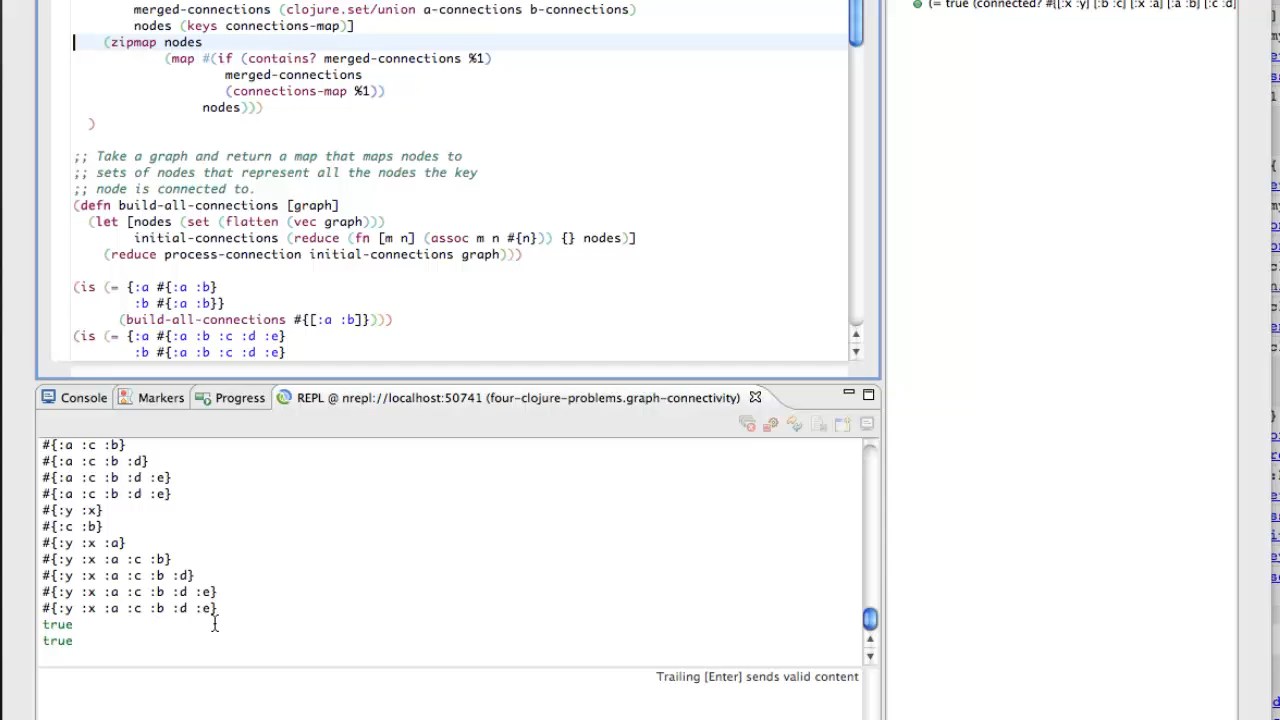 merged-connections (clojure.set/union a-connections b-connections)
nodes (keys connections-map)]
(zipmap nodes
(map #(if (contains? merged-connections %1)
merged-connections
(connections-map %1))
nodes)))
)
;; Take a graph and return a map that maps nodes to
;; sets of nodes that represent all the nodes the key
;; node is connected to.
(defn build-all-connections [graph]
(let [nodes (set (flatten (vec graph)))
initial-connections (reduce (fn [m n] (assoc m n #{n})) {} nodes)]
(reduce process-connection initial-connections graph)))
(is (= {:a #{:a :b}
:b #{:a :b}}
(build-all-connections #{[:a :b]})))
(is (= {:a #{:a :b :c :d :e}
:b #{:a :b :c :d :e}
(= true (connected? #{[:x :y] [:b :c] [:x :a] [:a :b] [:c :d]
Console
Markers
Progress
REPL @ nrepl://localhost:50741 (four-clojure-problems.graph-connectivity)
#{:a :c :b}
#{:a :c :b :d}
#{:a :c :b :d :e}
#{:a :c :b :d :e}
#{:y :x}
#{:c :b}
#{:y :x :a}
#{:y :x :a :c :b}
#{:y :x :a :c :b :d}
#{:y :x :a :c :b :d :e}
#{:y :x :a :c :b :d :e}
true
true
Trailing [Enter] sends valid content